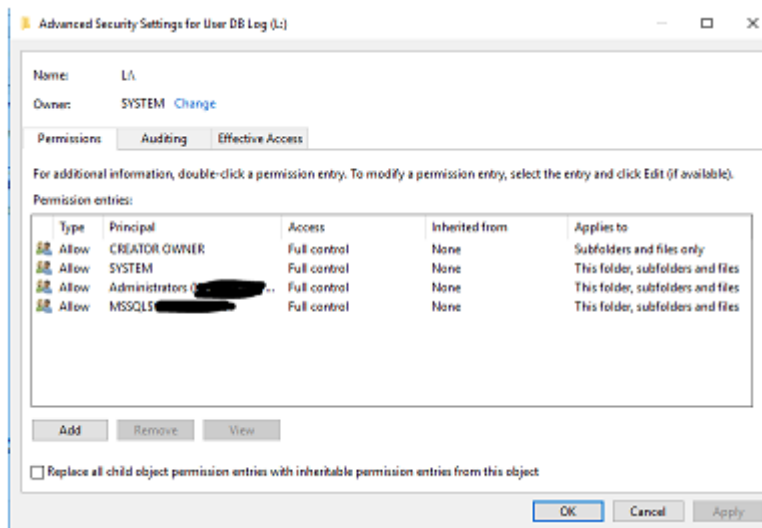 Advanced Security Settings for User DB Log (L:)
Name: L:\
Owner: SYSTEM Change
Permissions Auditing Effective Access
For additional information, double-click a permission entry. To modify a permission entry, select the entry and click Edit (if available).
Permission entries:
Type Principal Access Inherited from Applies to
Allow CREATOR OWNER Full control None Subfolders and files only
Allow SYSTEM Full control None This folder, subfolders and files
Allow Administrators ( ... Full control None This folder, subfolders and files
Allow MSSQL$ Full control None This folder, subfolders and files
Add Remove View
Replace all child object permission entries with inheritable permission entries from this object
OK Cancel Apply